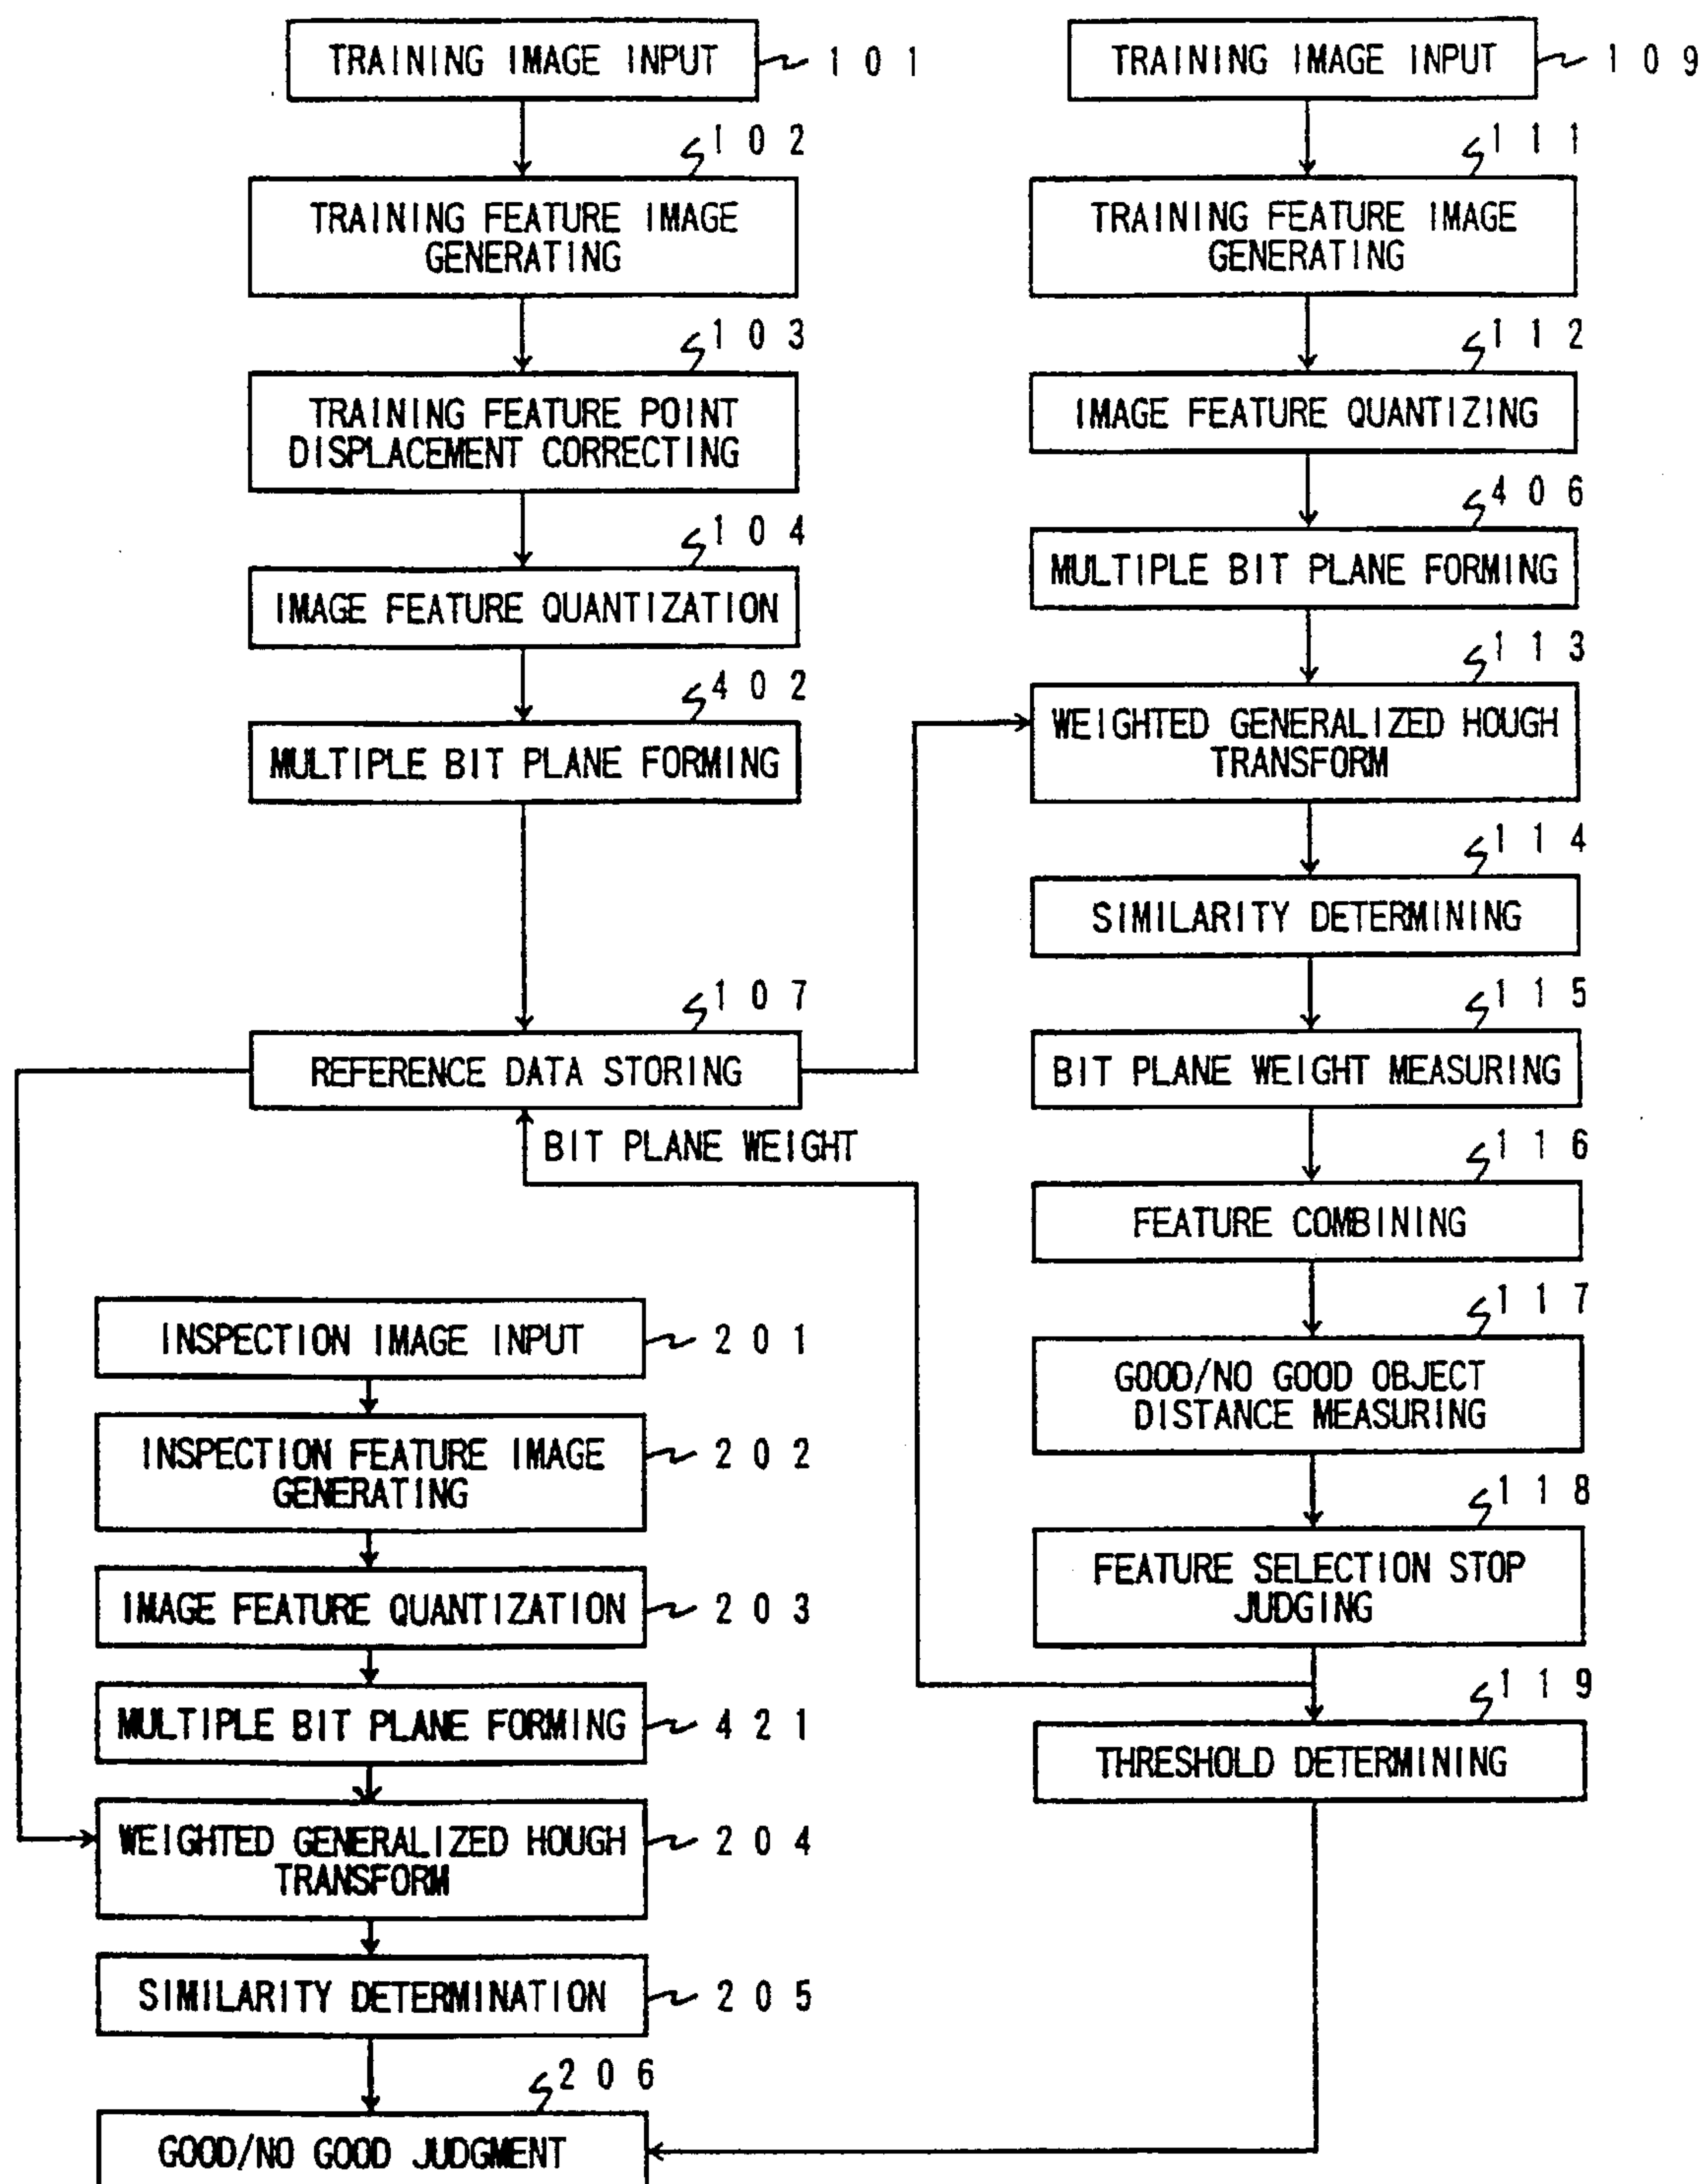 TRAINING IMAGE INPUT
101
102
TRAINING FEATURE IMAGE
GENERATING
103
TRAINING FEATURE POINT
DISPLACEMENT CORRECTING
104
IMAGE FEATURE QUANTIZATION
402
MULTIPLE BIT PLANE FORMING
107
REFERENCE DATA STORING
BIT PLANE WEIGHT
TRAINING IMAGE INPUT
109
111
TRAINING FEATURE IMAGE
GENERATING
112
IMAGE FEATURE QUANTIZING
406
MULTIPLE BIT PLANE FORMING
113
WEIGHTED GENERALIZED HOUGH
TRANSFORM
114
SIMILARITY DETERMINING
115
BIT PLANE WEIGHT MEASURING
116
FEATURE COMBINING
117
GOOD/NO GOOD OBJECT
DISTANCE MEASURING
118
FEATURE SELECTION STOP
JUDGING
119
THRESHOLD DETERMINING
INSPECTION IMAGE INPUT
201
INSPECTION FEATURE IMAGE
GENERATING
202
IMAGE FEATURE QUANTIZATION
203
MULTIPLE BIT PLANE FORMING
421
WEIGHTED GENERALIZED HOUGH
TRANSFORM
204
SIMILARITY DETERMINATION
205
206
GOOD/NO GOOD JUDGMENT